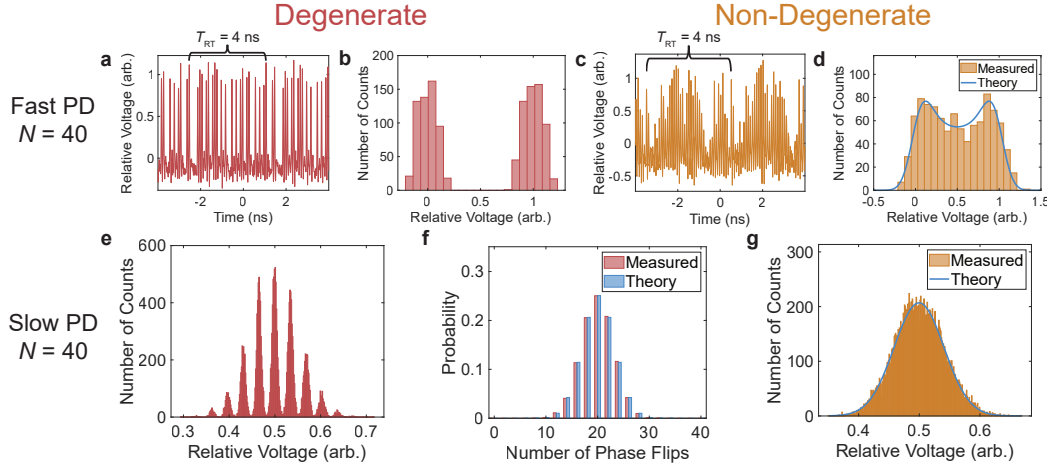 Degenerate
Non-Degenerate
Fast PD
N = 40
a
T_RT = 4 ns
Relative Voltage (arb.)
1
0.5
0
-2
0
2
Time (ns)
b
Number of Counts
200
150
100
50
0
0
0.5
1
Relative Voltage (arb.)
c
T_RT = 4 ns
Relative Voltage (arb.)
1
0.5
0
-0.5
-2
0
2
Time (ns)
d
Measured
Theory
Number of Counts
100
80
60
40
20
0
-0.5
0
0.5
1
1.5
Relative Voltage (arb.)
Slow PD
N = 40
e
Number of Counts
600
400
200
0
0.3
0.4
0.5
0.6
0.7
Relative Voltage (arb.)
f
Measured
Theory
Probability
0.3
0.2
0.1
0
0
10
20
30
40
Number of Phase Flips
g
Measured
Theory
Number of Counts
300
200
100
0
0.4
0.5
0.6
Relative Voltage (arb.)